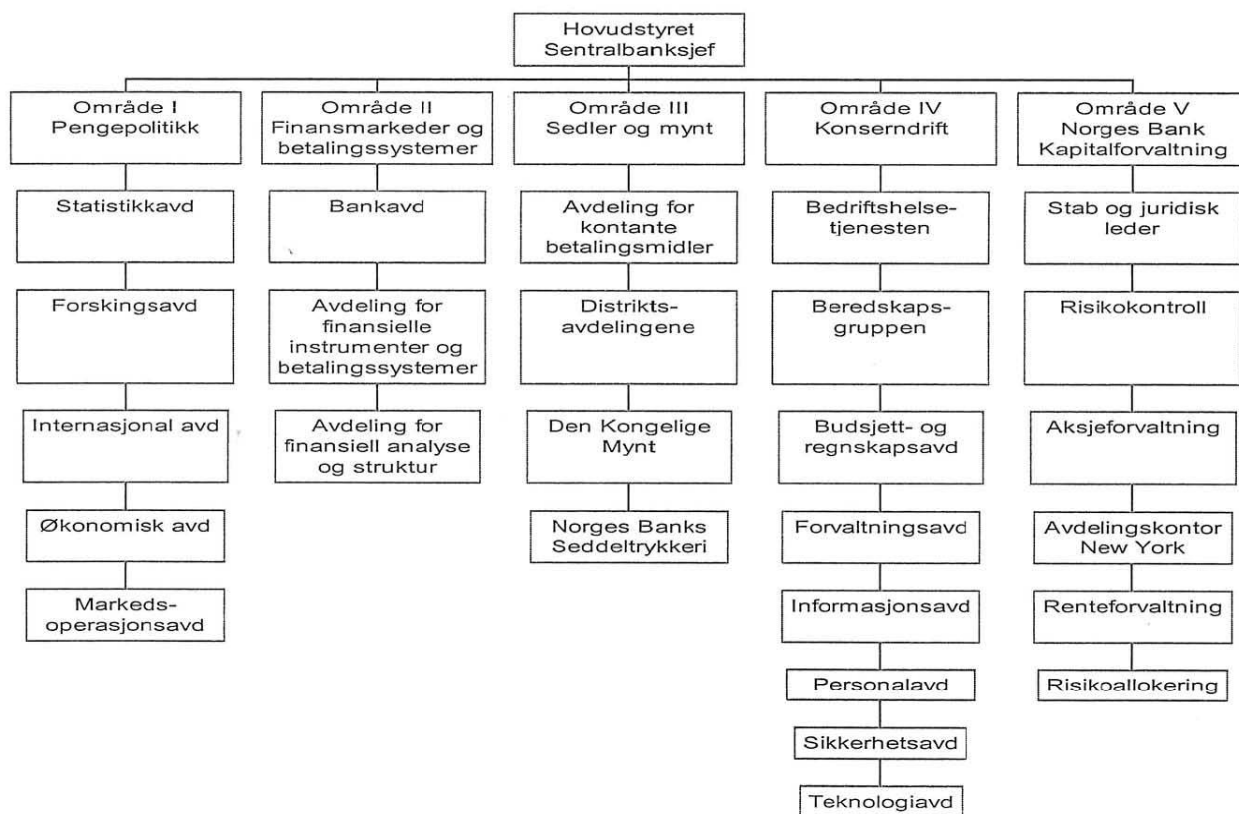 Hovudstyret
Sentralbanksjef
Område I
Pengepolitikk
Statistikkavd
Forskingsavd
Internasjonal avd
Økonomisk avd
Markeds-
operasjonsavd
Område II
Finansmarkeder og
betalingssystemer
Bankavd
Avdeling for
finansielle
instrumenter og
betalingssystemer
Avdeling for
finansiell analyse
og struktur
Område III
Sedler og mynt
Avdeling for
kontante
betalingsmidler
Distrikts-
avdelingene
Den Kongelige
Mynt
Norges Banks
Seddeltrykkeri
Område IV
Konserndrift
Bedriftshelse-
tjenesten
Beredskaps-
gruppen
Budsjett- og
regnskapsavd
Forvaltningsavd
Informasjonsavd
Personalavd
Sikkerhetsavd
Teknologiavd
Område V
Norges Bank
Kapitalforvaltning
Stab og juridisk
leder
Risikokontroll
Aksjeforvaltning
Avdelingskontor
New York
Renteforvaltning
Risikoallokering